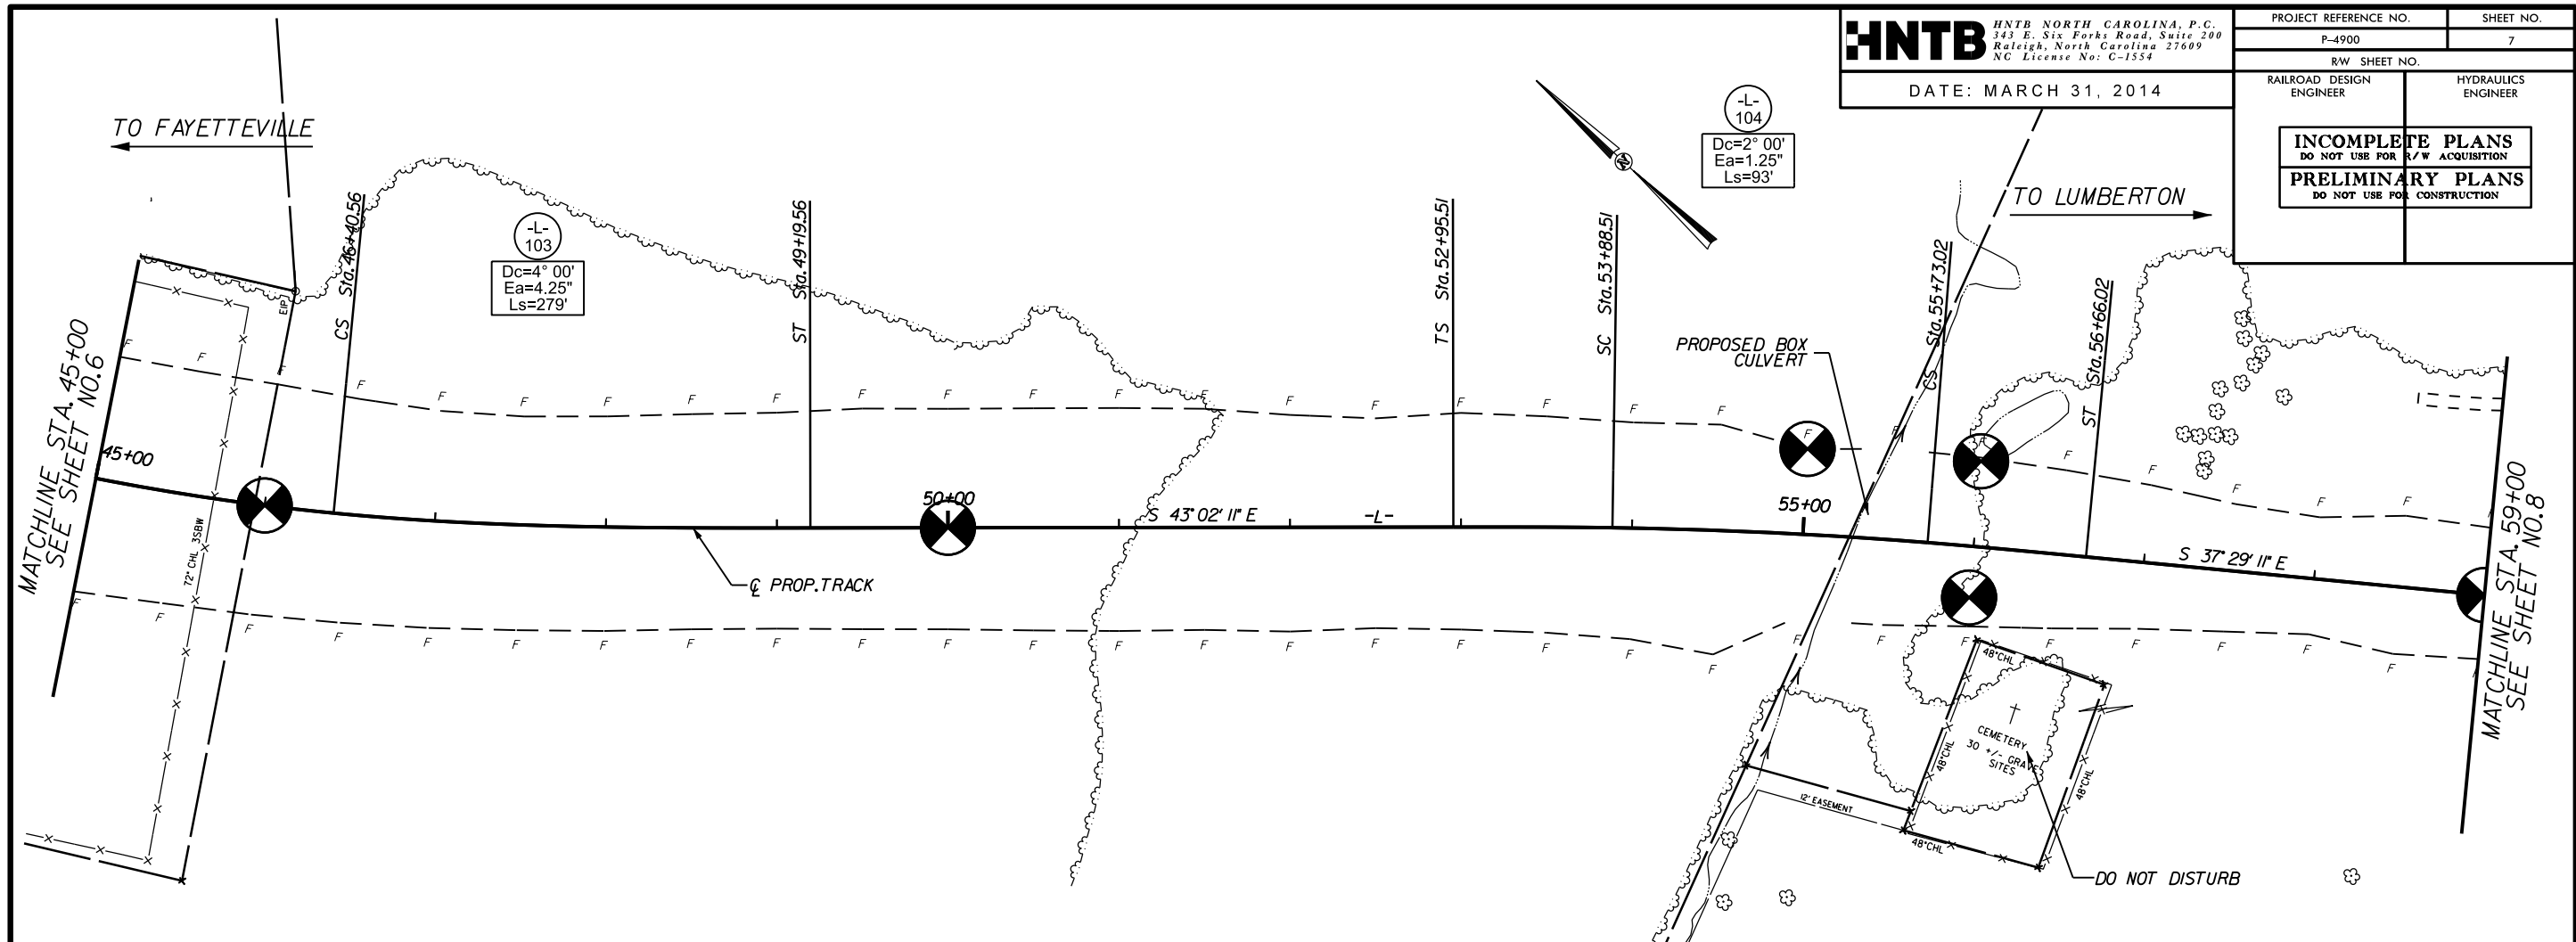 HNTB
HNTB NORTH CAROLINA, P.C.
343 E. Six Forks Road, Suite 200
Raleigh, North Carolina 27609
NC License No: C-1554
DATE: MARCH 31, 2014
PROJECT REFERENCE NO.
SHEET NO.
P-4900
7
RW SHEET NO.
RAILROAD DESIGN
ENGINEER
HYDRAULICS
ENGINEER
INCOMPLETE PLANS
DO NOT USE FOR R/W ACQUISITION
PRELIMINARY PLANS
DO NOT USE FOR CONSTRUCTION
TO FAYETTEVILLE
N
-L-
104
Dc=2° 00'
Ea=1.25"
Ls=93'
TO LUMBERTON
-L-
103
Dc=4° 00'
Ea=4.25"
Ls=279'
EIP
CS Sta.46+40.56
ST Sta.49+19.56
TS Sta.52+95.51
SC Sta.53+88.51
CS Sta.55+73.02
ST Sta.56+66.02
PROPOSED BOX
CULVERT
MATCHLINE STA.45+00
SEE SHEET NO.6
45+00
50+00
S 43°02'11" E
-L-
55+00
S 37°29'11" E
72" CHL 3SBW
℄ PROP.TRACK
MATCHLINE STA.59+00
SEE SHEET NO.8
48"CHL
48"CHL
48"CHL
48"CHL
CEMETERY
30 +/- GRAVE
SITES
12' EASEMENT
DO NOT DISTURB
F F F F F F F F F F F F F F F F F F F F F F F F F F F
F F F F F F F F F F F F F F F F F F F F F F F F F F F